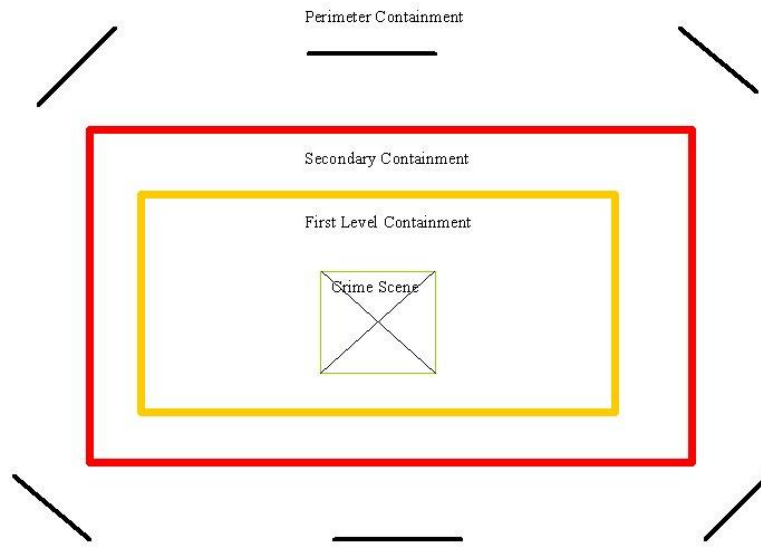 Perimeter Containment
Secondary Containment
First Level Containment
Crime Scene